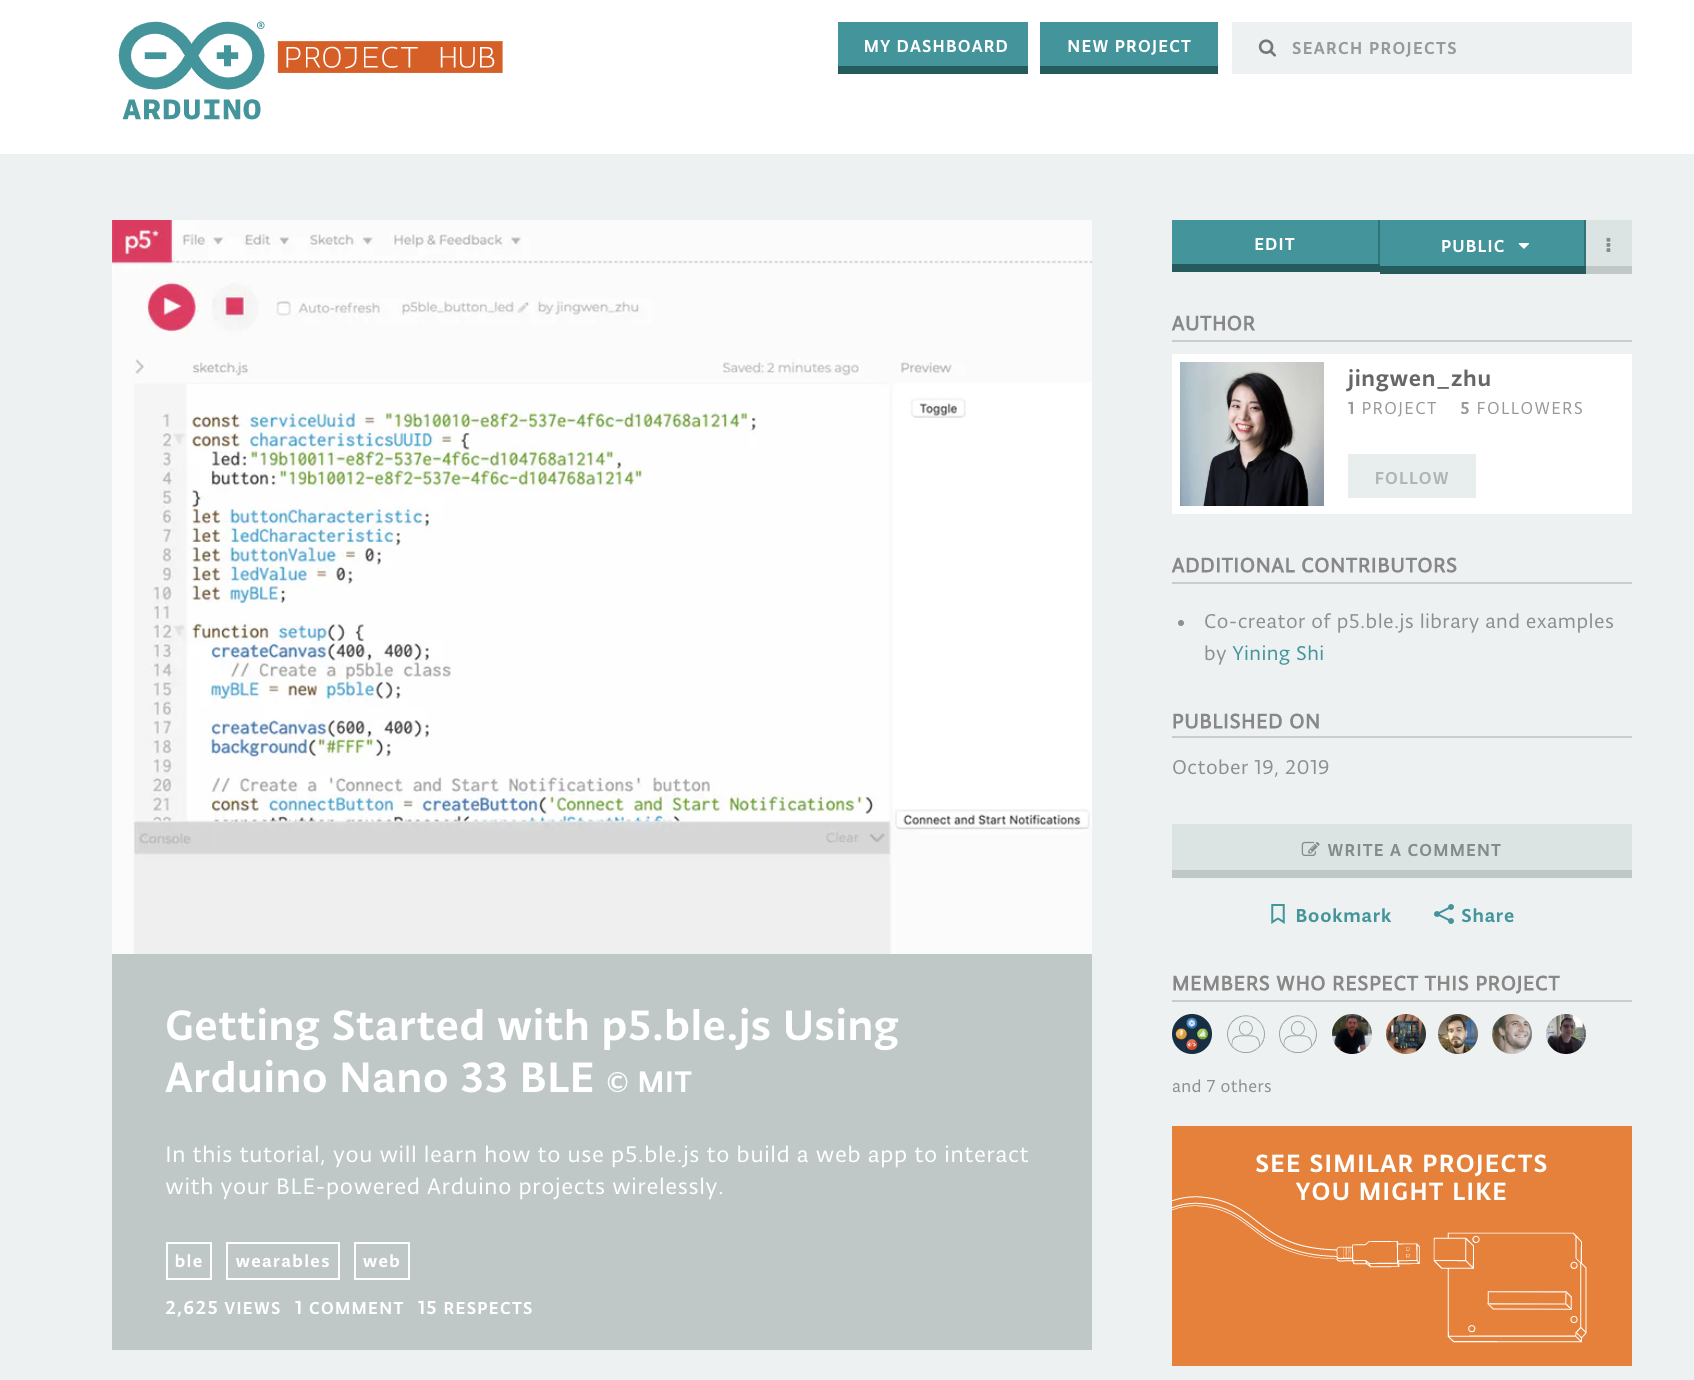 ARDUINO
PROJECT HUB
MY DASHBOARD
NEW PROJECT
SEARCH PROJECTS
p5*
File
Edit
Sketch
Help & Feedback
Auto-refresh
p5ble_button_led
by jingwen_zhu
sketch.js
Saved: 2 minutes ago
Preview
Toggle
1 const serviceUuid = "19b10010-e8f2-537e-4f6c-d104768a1214";
2 const characteristicsUUID = {
3 led:"19b10011-e8f2-537e-4f6c-d104768a1214",
4 button:"19b10012-e8f2-537e-4f6c-d104768a1214"
5 }
6 let buttonCharacteristic;
7 let ledCharacteristic;
8 let buttonValue = 0;
9 let ledValue = 0;
10 let myBLE;
11
12 function setup() {
13 createCanvas(400, 400);
14 // Create a p5ble class
15 myBLE = new p5ble();
16
17 createCanvas(600, 400);
18 background("#FFF");
19
20 // Create a 'Connect and Start Notifications' button
21 const connectButton = createButton('Connect and Start Notifications')
Connect and Start Notifications
Console
Clear
Getting Started with p5.ble.js Using
Arduino Nano 33 BLE © MIT
In this tutorial, you will learn how to use p5.ble.js to build a web app to interact
with your BLE-powered Arduino projects wirelessly.
ble
wearables
web
2,625 VIEWS 1 COMMENT 15 RESPECTS
EDIT
PUBLIC
AUTHOR
jingwen_zhu
1 PROJECT 5 FOLLOWERS
FOLLOW
ADDITIONAL CONTRIBUTORS
• Co-creator of p5.ble.js library and examples
by Yining Shi
PUBLISHED ON
October 19, 2019
WRITE A COMMENT
Bookmark
Share
MEMBERS WHO RESPECT THIS PROJECT
and 7 others
SEE SIMILAR PROJECTS
YOU MIGHT LIKE